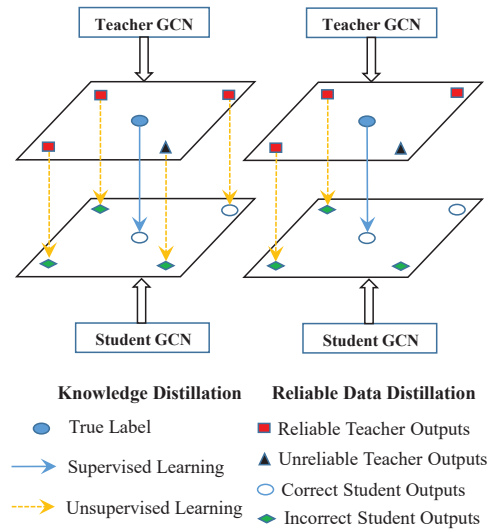 Teacher GCN
Teacher GCN
Student GCN
Student GCN
Knowledge Distillation
Reliable Data Distillation
True Label
Supervised Learning
Unsupervised Learning
Reliable Teacher Outputs
Unreliable Teacher Outputs
Correct Student Outputs
Incorrect Student Outputs